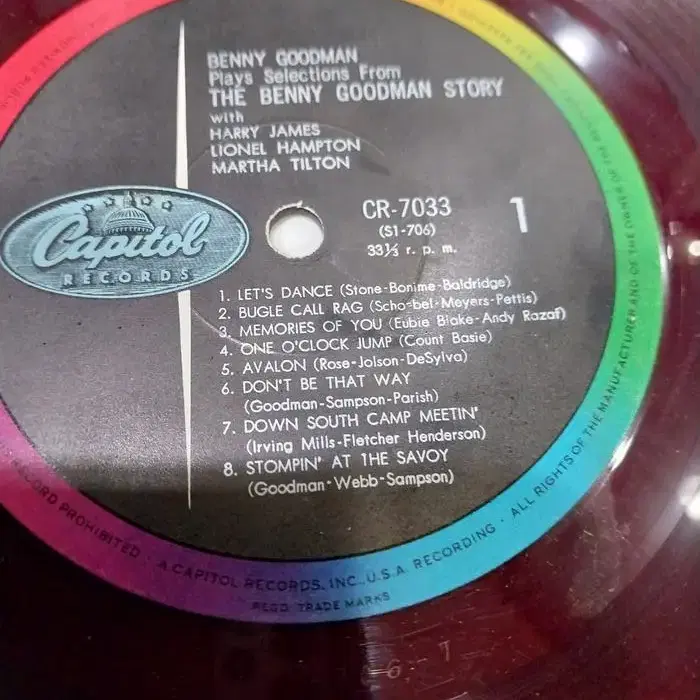 BENNY GOODMAN
Plays Selections From
THE BENNY GOODMAN STORY
with
HARRY JAMES
LIONEL HAMPTON
MARTHA TILTON
Capitol
RECORDS
CR-7033
(S1-706)
33⅓ r. p. m.
1
1. LET'S DANCE (Stone-Bonime-Baldridge)
2. BUGLE CALL RAG (Scho-bel-Meyers-Pettis)
3. MEMORIES OF YOU (Eubie Blake-Andy Razaf)
4. ONE O'CLOCK JUMP (Count Basie)
5. AVALON (Rose-Jolson-DeSylva)
6. DON'T BE THAT WAY
(Goodman-Sampson-Parish)
7. DOWN SOUTH CAMP MEETIN'
(Irving Mills-Fletcher Henderson)
8. STOMPIN' AT THE SAVOY
(Goodman-Webb-Sampson)
RECORD PROHIBITED · A CAPITOL RECORDS, INC., U.S.A. RECORDING · ALL RIGHTS OF THE MANUFACTURER AND OF THE OWNER OF THE
REGD. TRADE MARKS